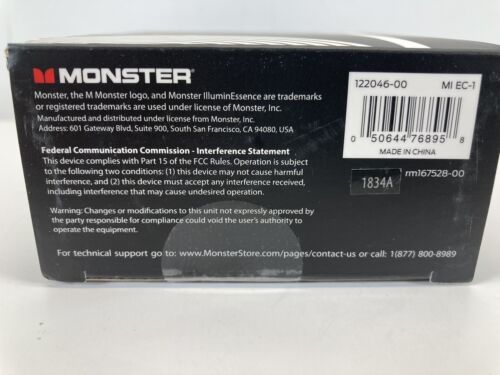 MONSTER
Monster, the M Monster logo, and Monster IlluminEssence are trademarks
or registered trademarks are used under license of Monster, Inc.
Manufactured and distributed under license from Monster, Inc.
Address: 601 Gateway Blvd, Suite 900, South San Francisco, CA 94080, USA
Federal Communication Commission - Interference Statement
This device complies with Part 15 of the FCC Rules. Operation is subject
to the following two conditions: (1) this device may not cause harmful
interference, and (2) this device must accept any interference received,
including interference that may cause undesired operation.
Warning: Changes or modifications to this unit not expressly approved by
the party responsible for compliance could void the user's authority to
operate the equipment.
For technical support go to: www.MonsterStore.com/pages/contact-us or call: 1(877) 800-8989
122046-00 MI EC-1
0 50644 76895 8
MADE IN CHINA
1834A rm167528-00